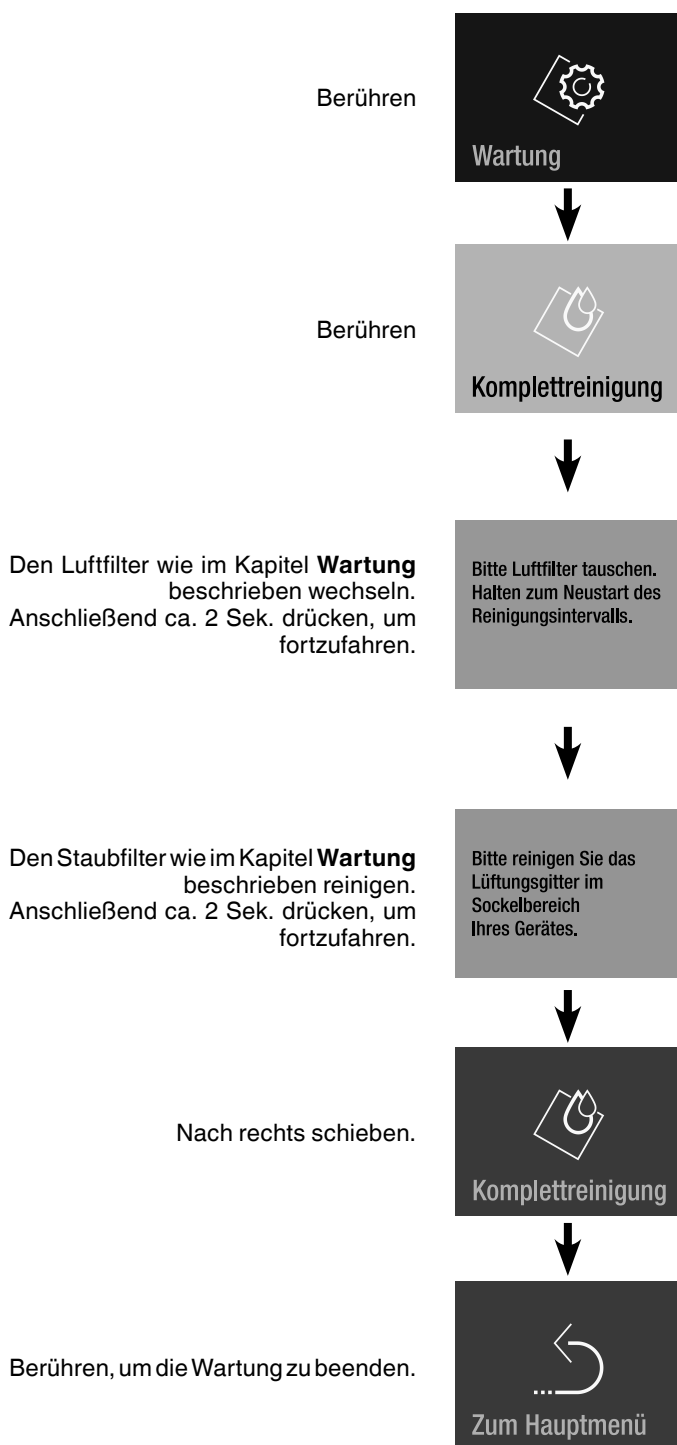 Berühren
Wartung
Berühren
Komplettreinigung
Den Luftfilter wie im Kapitel Wartung
beschrieben wechseln.
Anschließend ca. 2 Sek. drücken, um
fortzufahren.
Bitte Luftfilter tauschen.
Halten zum Neustart des
Reinigungsintervalls.
Den Staubfilter wie im Kapitel Wartung
beschrieben reinigen.
Anschließend ca. 2 Sek. drücken, um
fortzufahren.
Bitte reinigen Sie das
Lüftungsgitter im
Sockelbereich
Ihres Gerätes.
Nach rechts schieben.
Komplettreinigung
Berühren, um die Wartung zu beenden.
Zum Hauptmenü